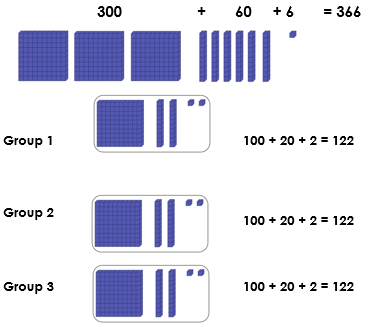 300 + 60 + 6 = 366
Group 1 100 + 20 + 2 = 122
Group 2 100 + 20 + 2 = 122
Group 3 100 + 20 + 2 = 122